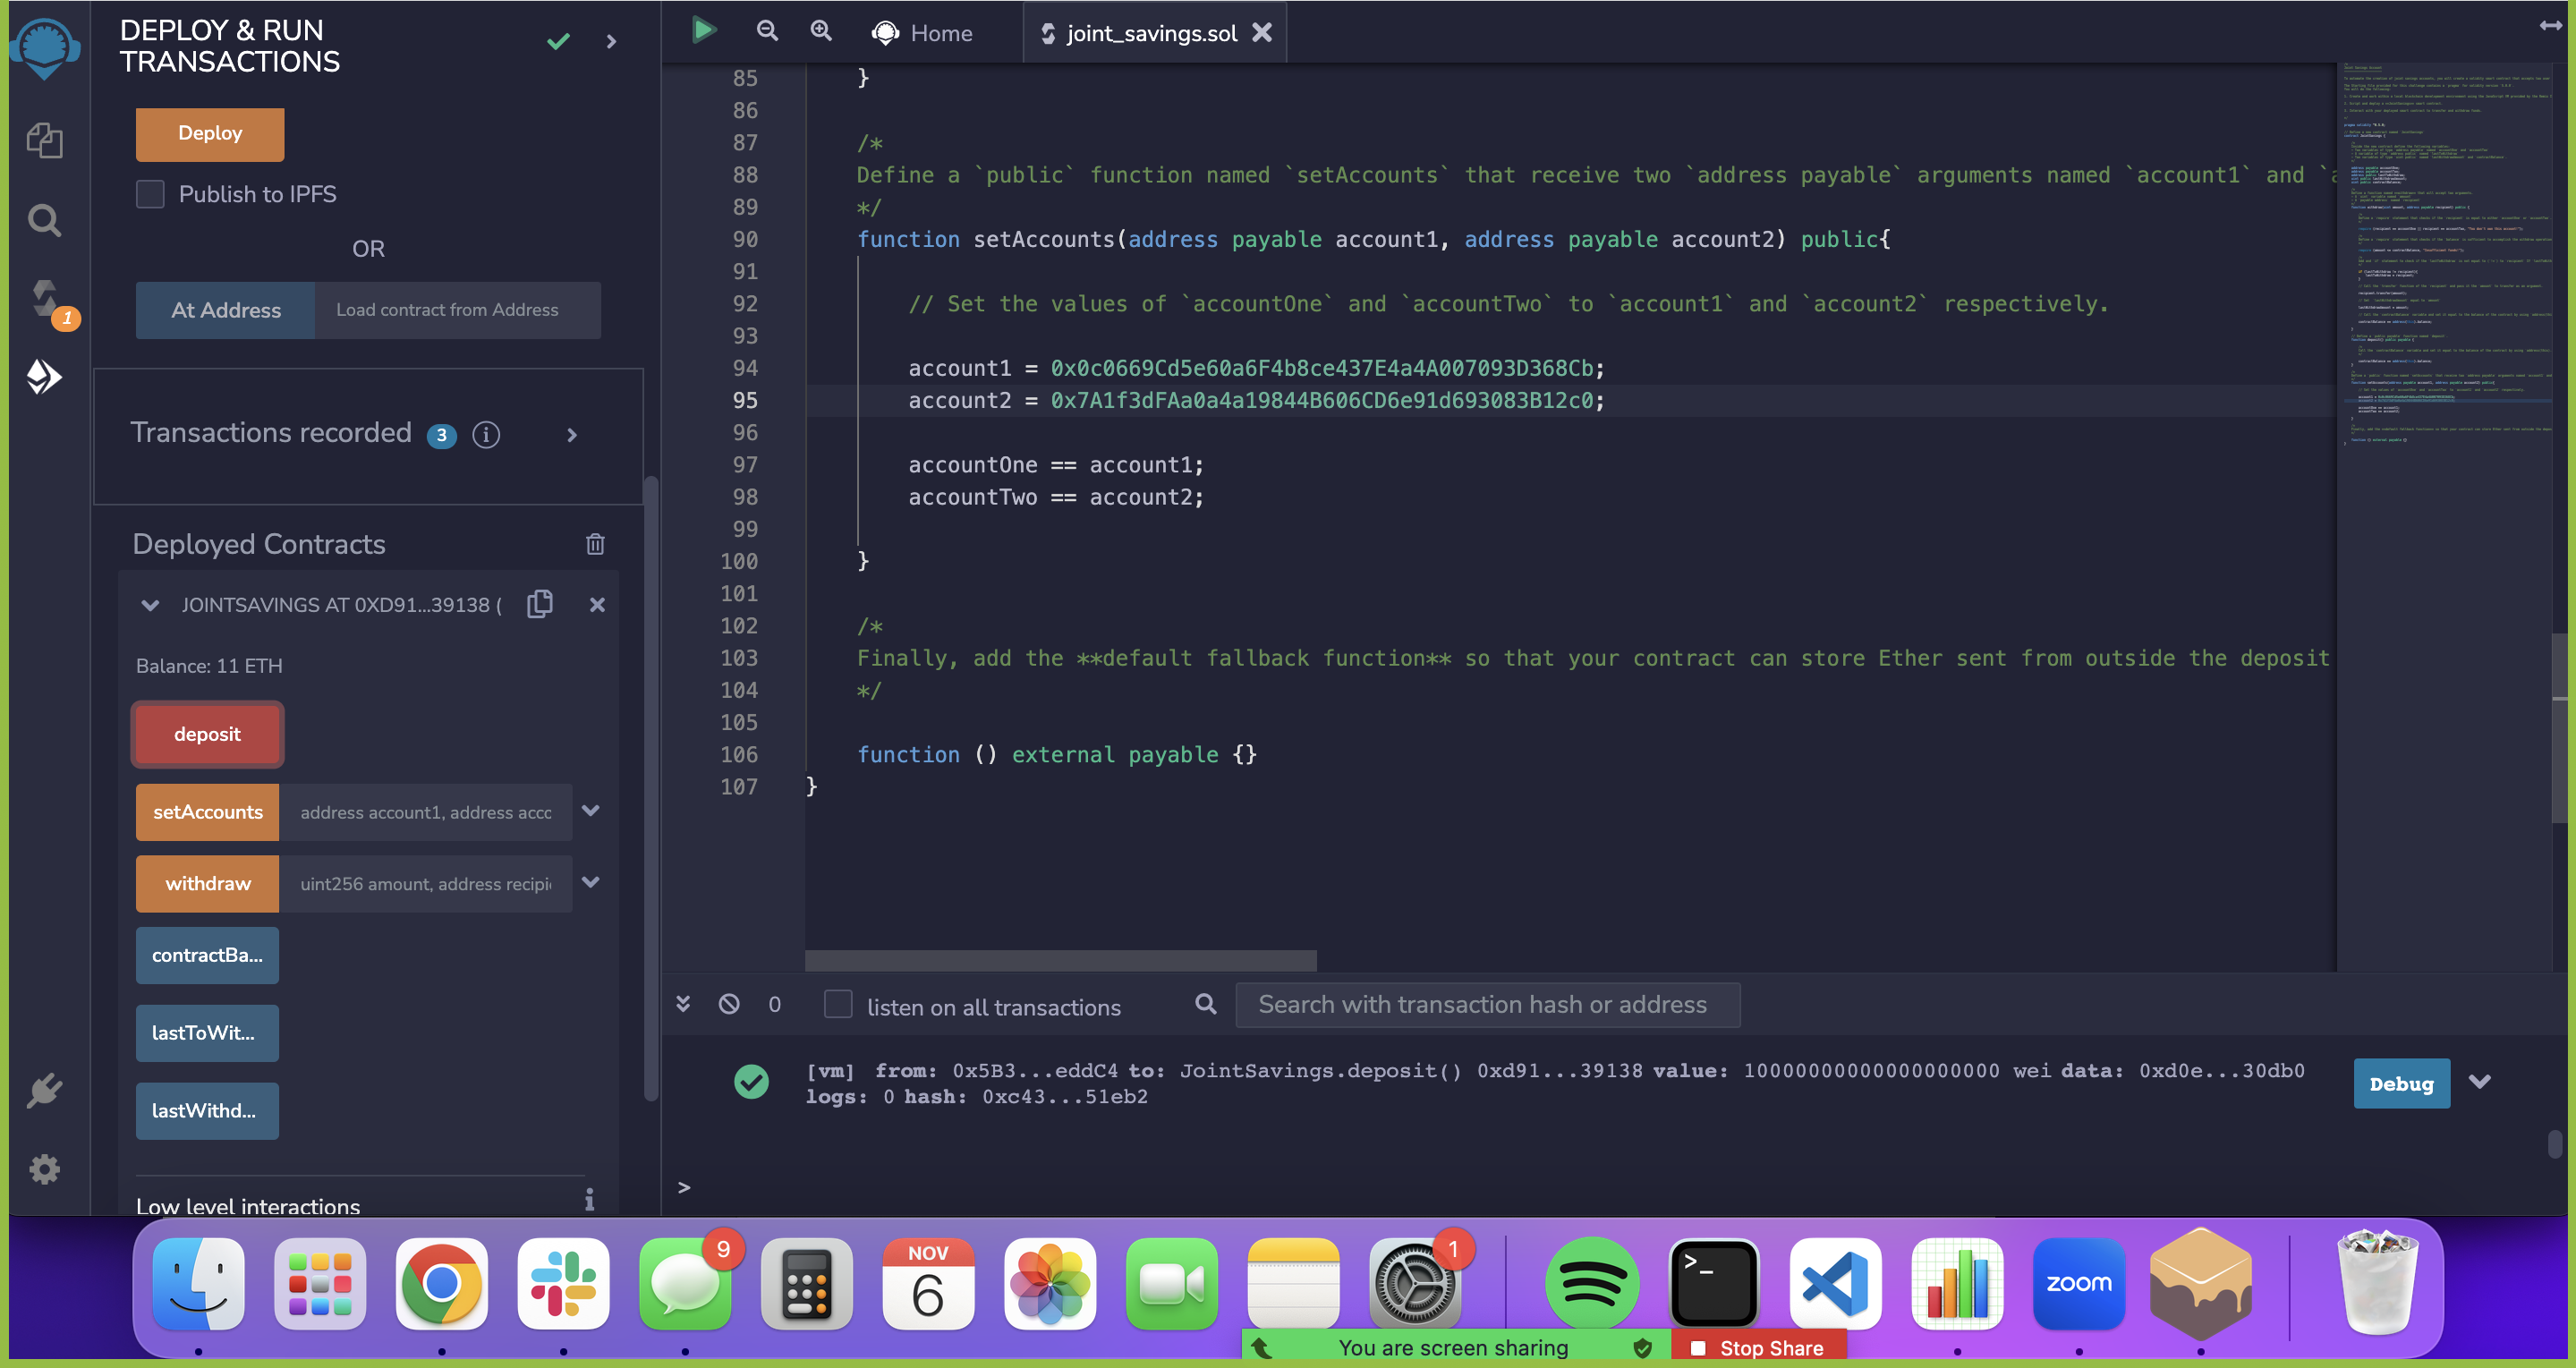 DEPLOY & RUN
TRANSACTIONS
Deploy
Publish to IPFS
OR
At Address
Load contract from Address
1
Transactions recorded 3 i
Deployed Contracts
JOINTSAVINGS AT 0XD91...39138 (
Balance: 11 ETH
deposit
setAccounts
address account1, address acco
withdraw
uint256 amount, address recipi
contractBa...
lastToWit...
lastWithd...
Low level interactions
i
Home
joint_savings.sol
85 }
86
87 /*
88 Define a `public` function named `setAccounts` that receive two `address payable` arguments named `account1` and `a
89 */
90 function setAccounts(address payable account1, address payable account2) public{
91
92 // Set the values of `accountOne` and `accountTwo` to `account1` and `account2` respectively.
93
94 account1 = 0x0c0669Cd5e60a6F4b8ce437E4a4A007093D368Cb;
95 account2 = 0x7A1f3dFAa0a4a19844B606CD6e91d693083B12c0;
96
97 accountOne == account1;
98 accountTwo == account2;
99
100 }
101
102 /*
103 Finally, add the **default fallback function** so that your contract can store Ether sent from outside the deposit
104 */
105
106 function () external payable {}
107 }
0
listen on all transactions
Search with transaction hash or address
[vm] from: 0x5B3...eddC4 to: JointSavings.deposit() 0xd91...39138 value: 10000000000000000000 wei data: 0xd0e...30db0
logs: 0 hash: 0xc43...51eb2
Debug
>
9
NOV
6
1
>_
zoom
You are screen sharing
Stop Share